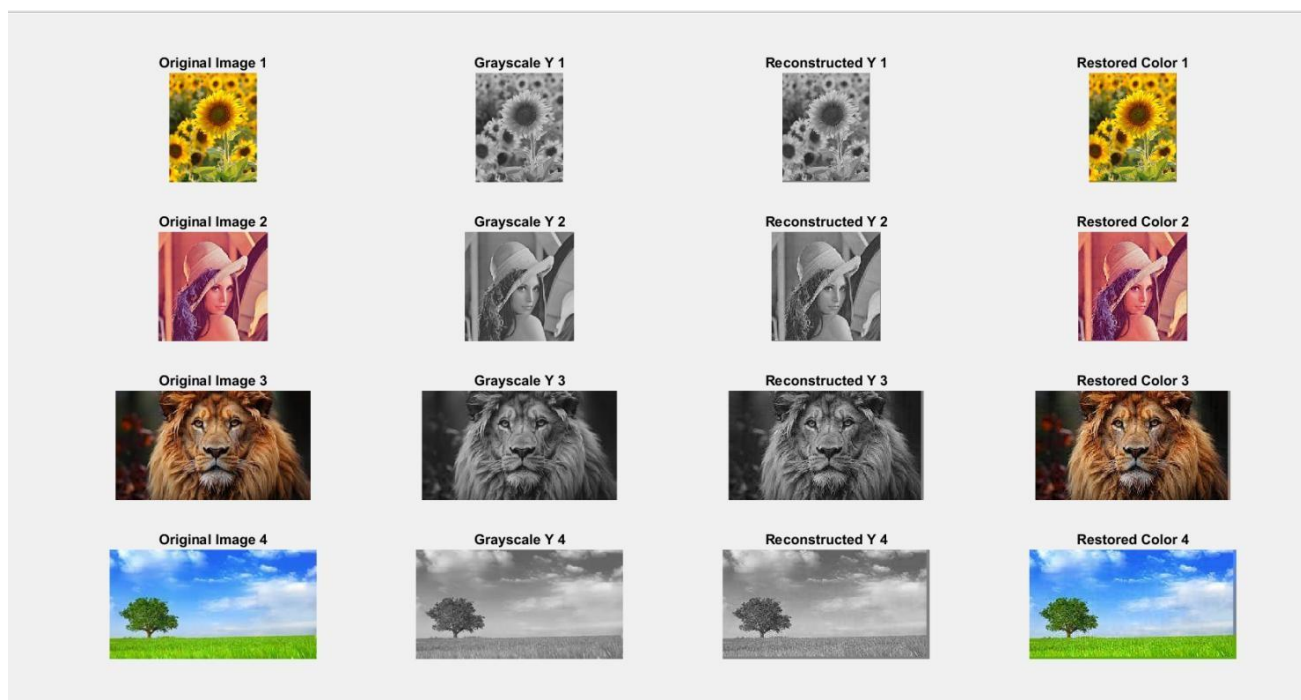 Original Image 1
Grayscale Y 1
Reconstructed Y 1
Restored Color 1
Original Image 2
Grayscale Y 2
Reconstructed Y 2
Restored Color 2
Original Image 3
Grayscale Y 3
Reconstructed Y 3
Restored Color 3
Original Image 4
Grayscale Y 4
Reconstructed Y 4
Restored Color 4